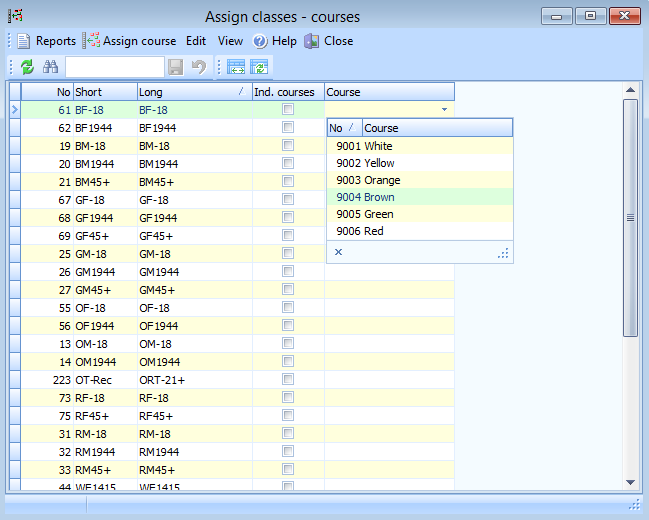 Assign classes - courses
Reports Assign course Edit View Help Close
No Short Long Ind. courses Course
61 BF-18 BF-18
62 BF1944 BF1944
19 BM-18 BM-18
20 BM1944 BM1944
21 BM45+ BM45+
67 GF-18 GF-18
68 GF1944 GF1944
69 GF45+ GF45+
25 GM-18 GM-18
26 GM1944 GM1944
27 GM45+ GM45+
55 OF-18 OF-18
56 OF1944 OF1944
13 OM-18 OM-18
14 OM1944 OM1944
223 OT-Rec ORT-21+
73 RF-18 RF-18
75 RF45+ RF45+
31 RM-18 RM-18
32 RM1944 RM1944
33 RM45+ RM45+
44 WE1415 WE1415
No Course
9001 White
9002 Yellow
9003 Orange
9004 Brown
9005 Green
9006 Red